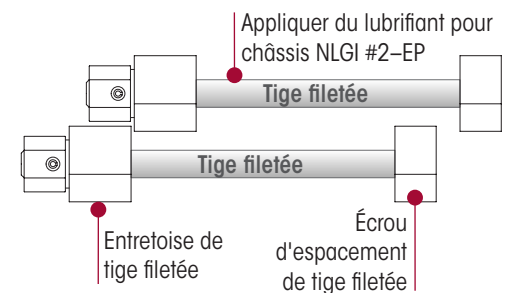 Appliquer du lubrifiant pour
châssis NLGI #2–EP
Tige filetée
Tige filetée
Entretoise de
tige filetée
Écrou
d'espacement
de tige filetée